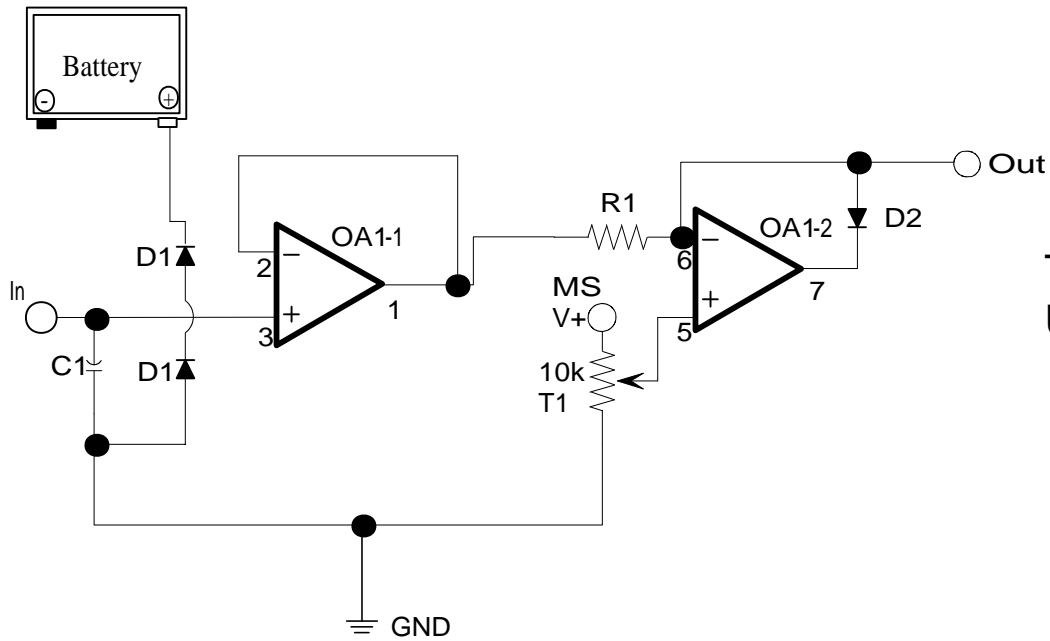 Battery
-
+
Out
R1
OA1-2
D2
OA1-1
D1
2
6
7
MS
In
1
V+
3
5
C1
D1
10k
T1
GND